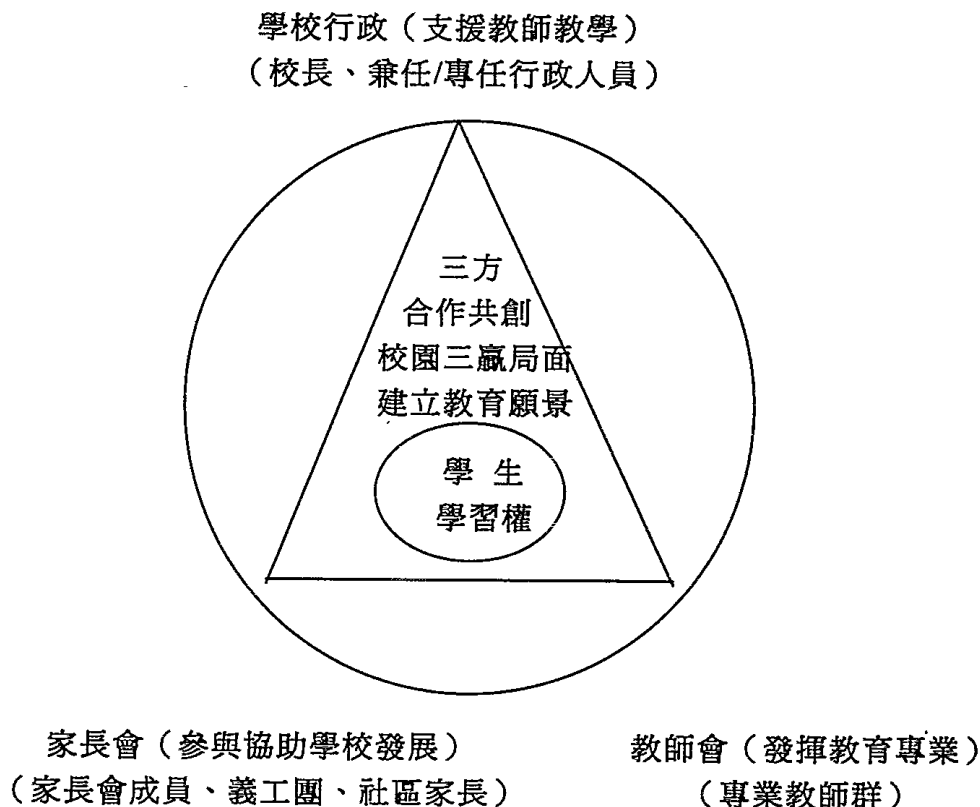 學校行政（支援教師教學）
（校長、兼任/專任行政人員）
三方
合作共創
校園三贏局面
建立教育願景
學 生
學習權
家長會（參與協助學校發展）
（家長會成員、義工團、社區家長）
教師會（發揮教育專業）
（專業教師群）